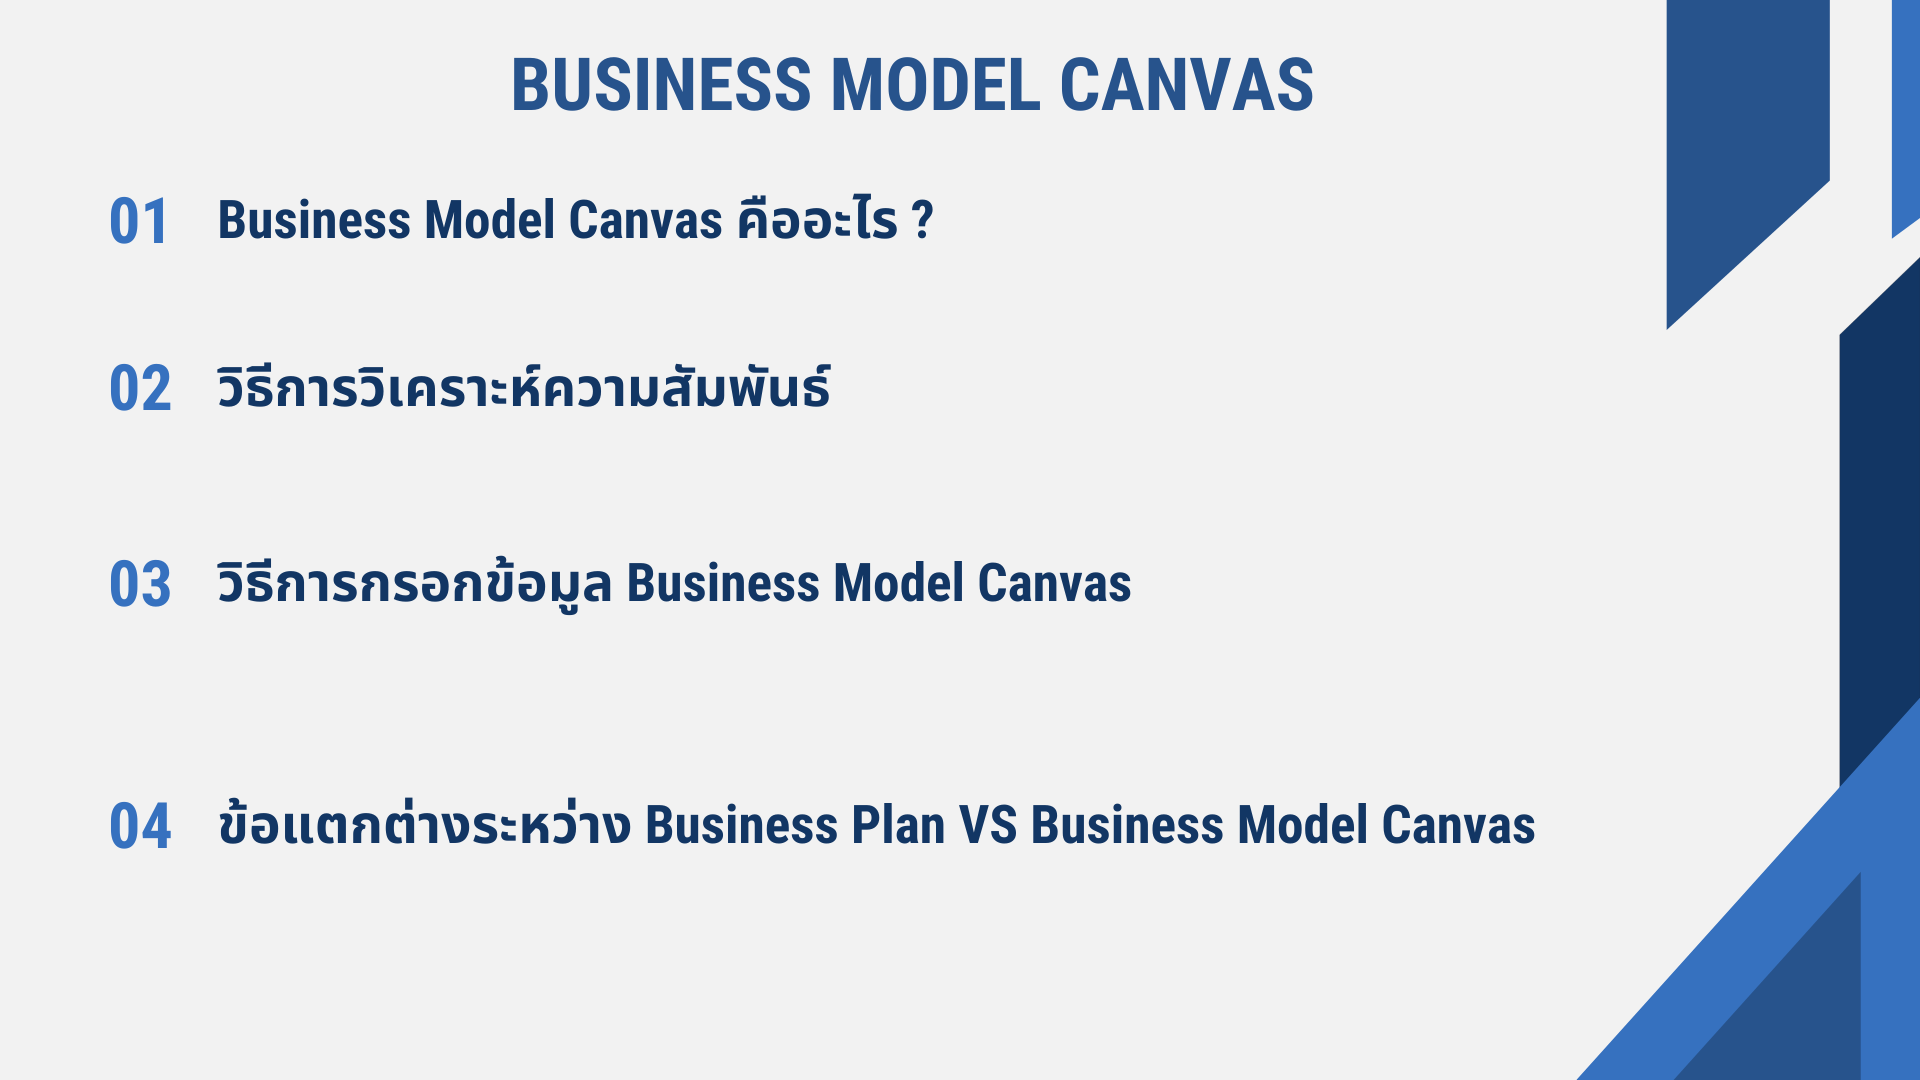 BUSINESS MODEL CANVAS
01 Business Model Canvas คืออะไร ?
02 วิธีการวิเคราะห์ความสัมพันธ์
03 วิธีการกรอกข้อมูล Business Model Canvas
04 ข้อแตกต่างระหว่าง Business Plan VS Business Model Canvas